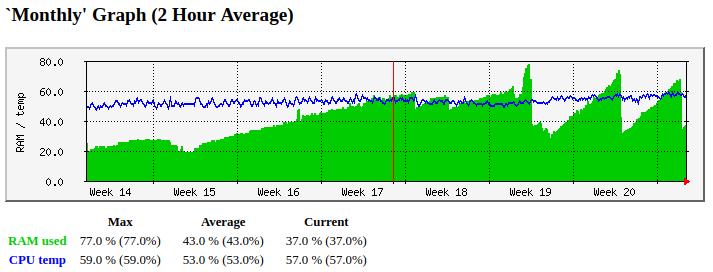 `Monthly' Graph (2 Hour Average)
80.0
60.0
40.0
20.0
0.0
RAM / temp
Week 14 Week 15 Week 16 Week 17 Week 18 Week 19 Week 20
Max Average Current
RAM used 77.0 % (77.0%) 43.0 % (43.0%) 37.0 % (37.0%)
CPU temp 59.0 % (59.0%) 53.0 % (53.0%) 57.0 % (57.0%)